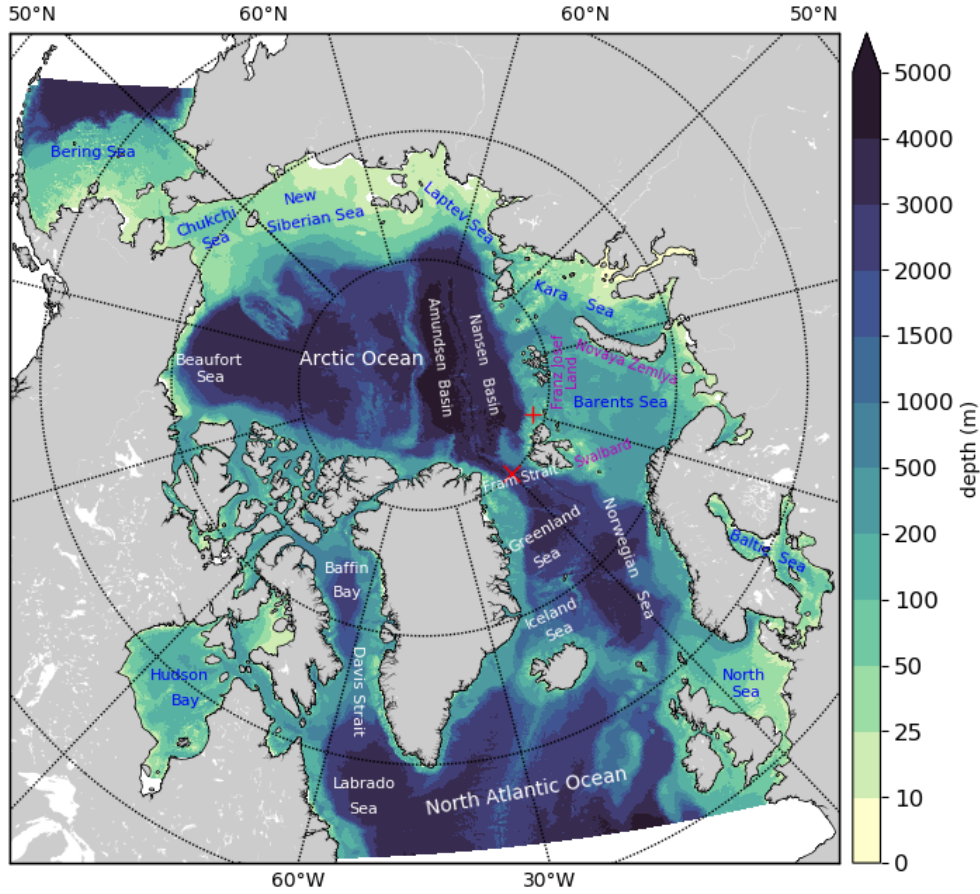 50°N 60°N 60°N 50°N
Bering Sea
Chukchi
Sea
New
Siberian Sea
Laptev Sea
Kara Sea
Novaya Zemlya
Franz Josef
Land
Barents Sea
Svalbard
Amundsen
Basin
Nansen
Basin
Arctic Ocean
Beaufort
Sea
Fram Strait
Greenland
Sea
Norwegian Sea
Iceland
Sea
Baltic Sea
Baffin
Bay
Davis Strait
Hudson
Bay
North
Sea
Labrado
Sea
North Atlantic Ocean
60°W 30°W
5000
4000
3000
2000
1500
1000
500
200
100
50
25
10
0
depth (m)